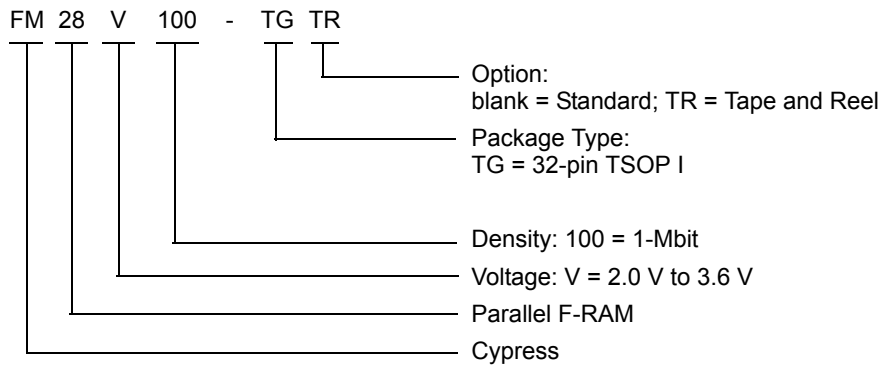 FM 28 V 100 - TG TR
Option:
blank = Standard; TR = Tape and Reel
Package Type:
TG = 32-pin TSOP I
Density: 100 = 1-Mbit
Voltage: V = 2.0 V to 3.6 V
Parallel F-RAM
Cypress